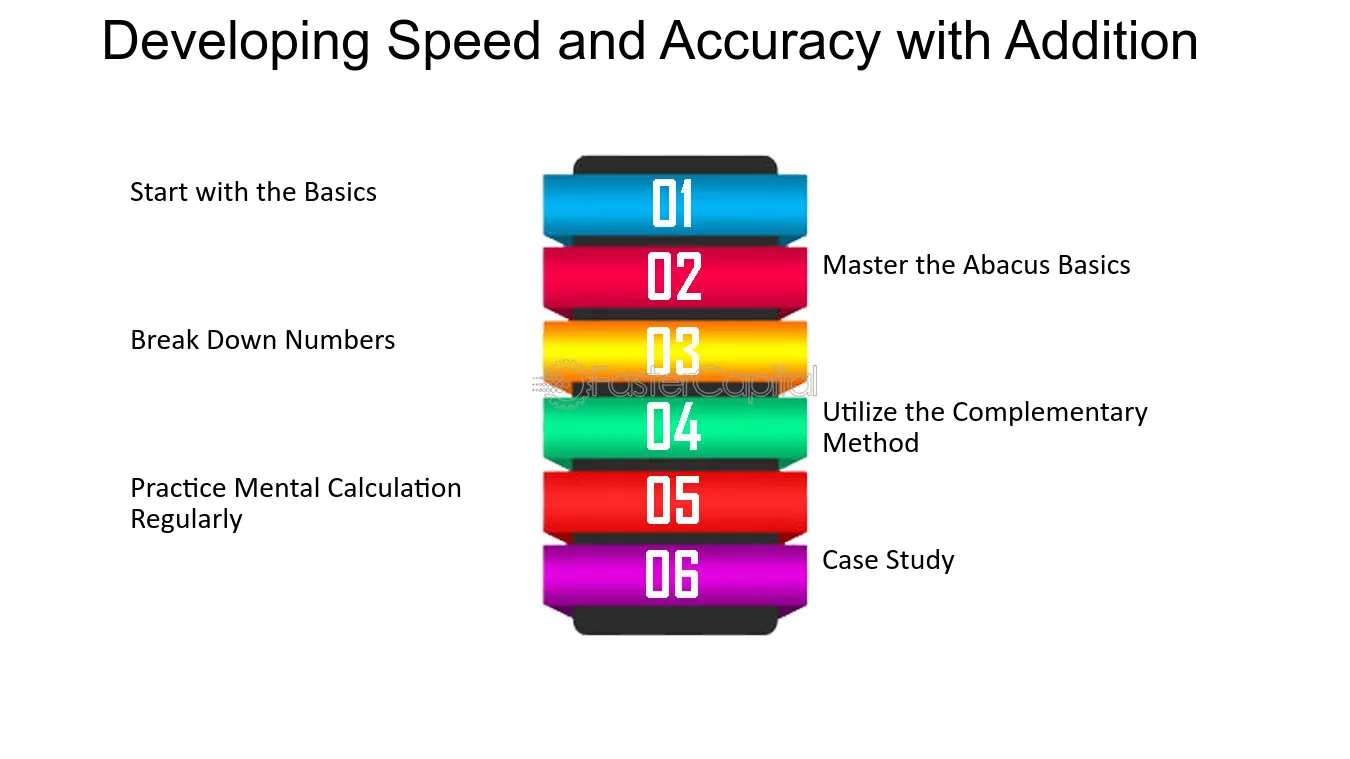 Developing Speed and Accuracy with Addition
Start with the Basics
01
02
Master the Abacus Basics
Break Down Numbers
03
FasterCapital
04
Utilize the Complementary
Method
Practice Mental Calculation
Regularly
05
06
Case Study